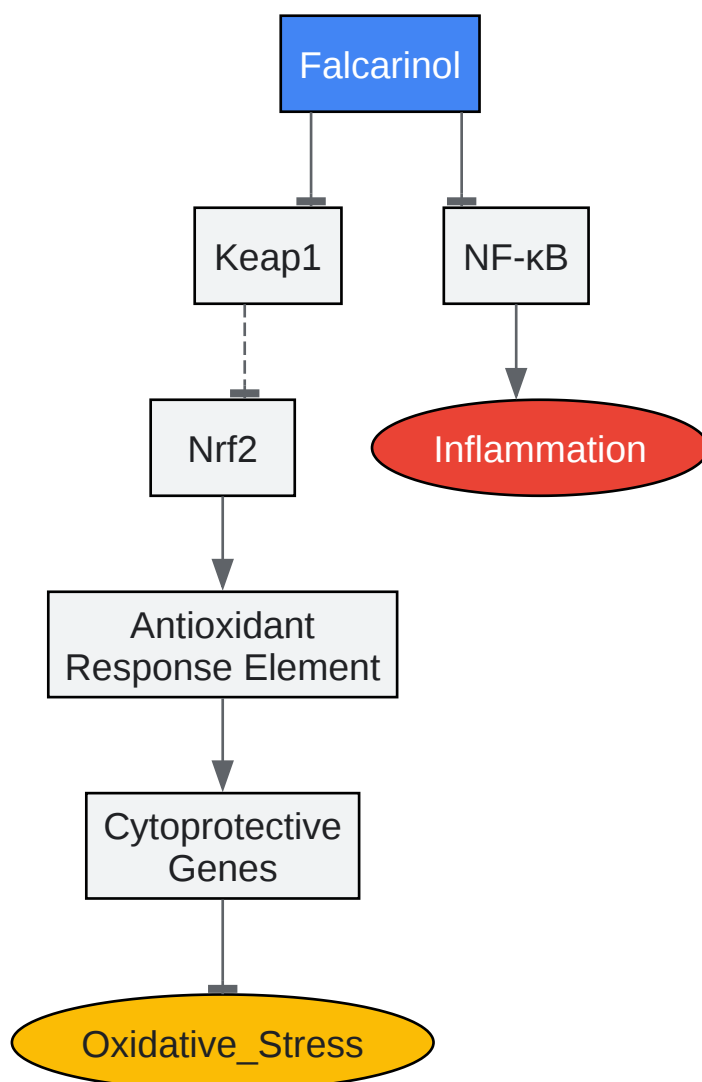 Falcarinol
Keap1
NF-κB
Nrf2
Inflammation
Antioxidant
Response Element
Cytoprotective
Genes
Oxidative_Stress